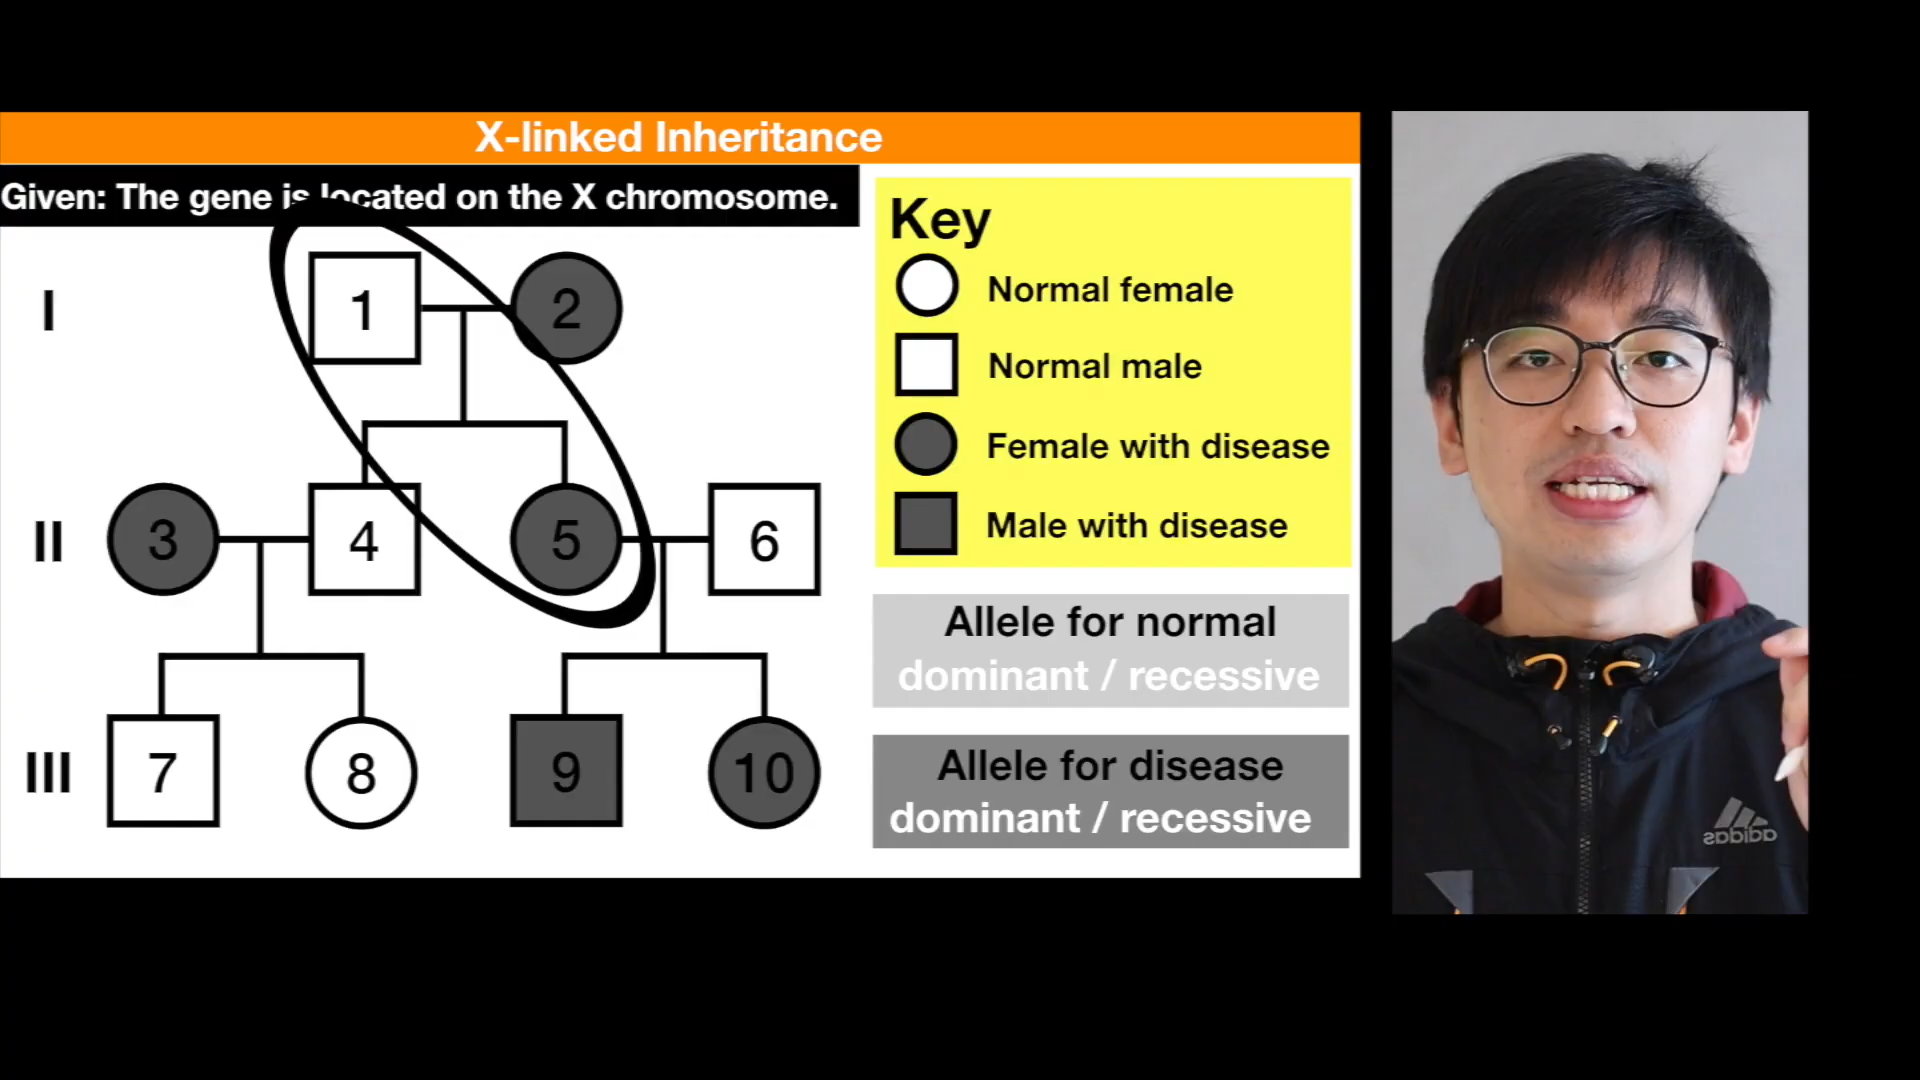 X-linked Inheritance
Given: The gene is located on the X chromosome.
Key
Normal female
Normal male
Female with disease
Male with disease
I
1
2
II
3
4
5
6
III
7
8
9
10
Allele for normal
dominant / recessive
Allele for disease
dominant / recessive
adidas